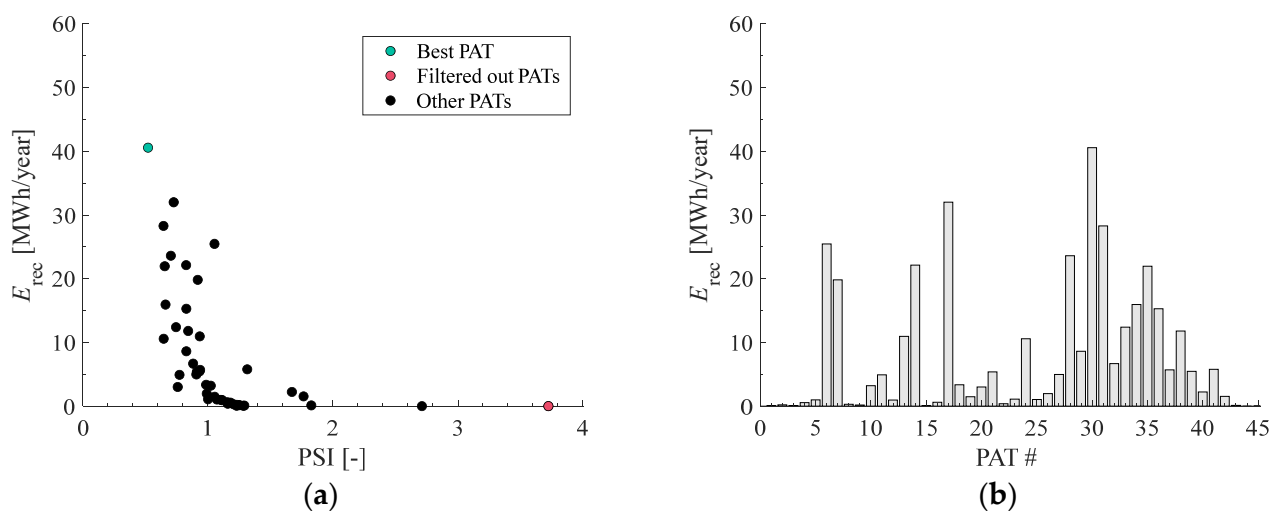 60
50
40
30
20
10
0
E_rec [MWh/year]
Best PAT
Filtered out PATs
Other PATs
0 1 2 3 4
PSI [-]
(a)
60
50
40
30
20
10
0
E_rec [MWh/year]
0 5 10 15 20 25 30 35 40 45
PAT #
(b)